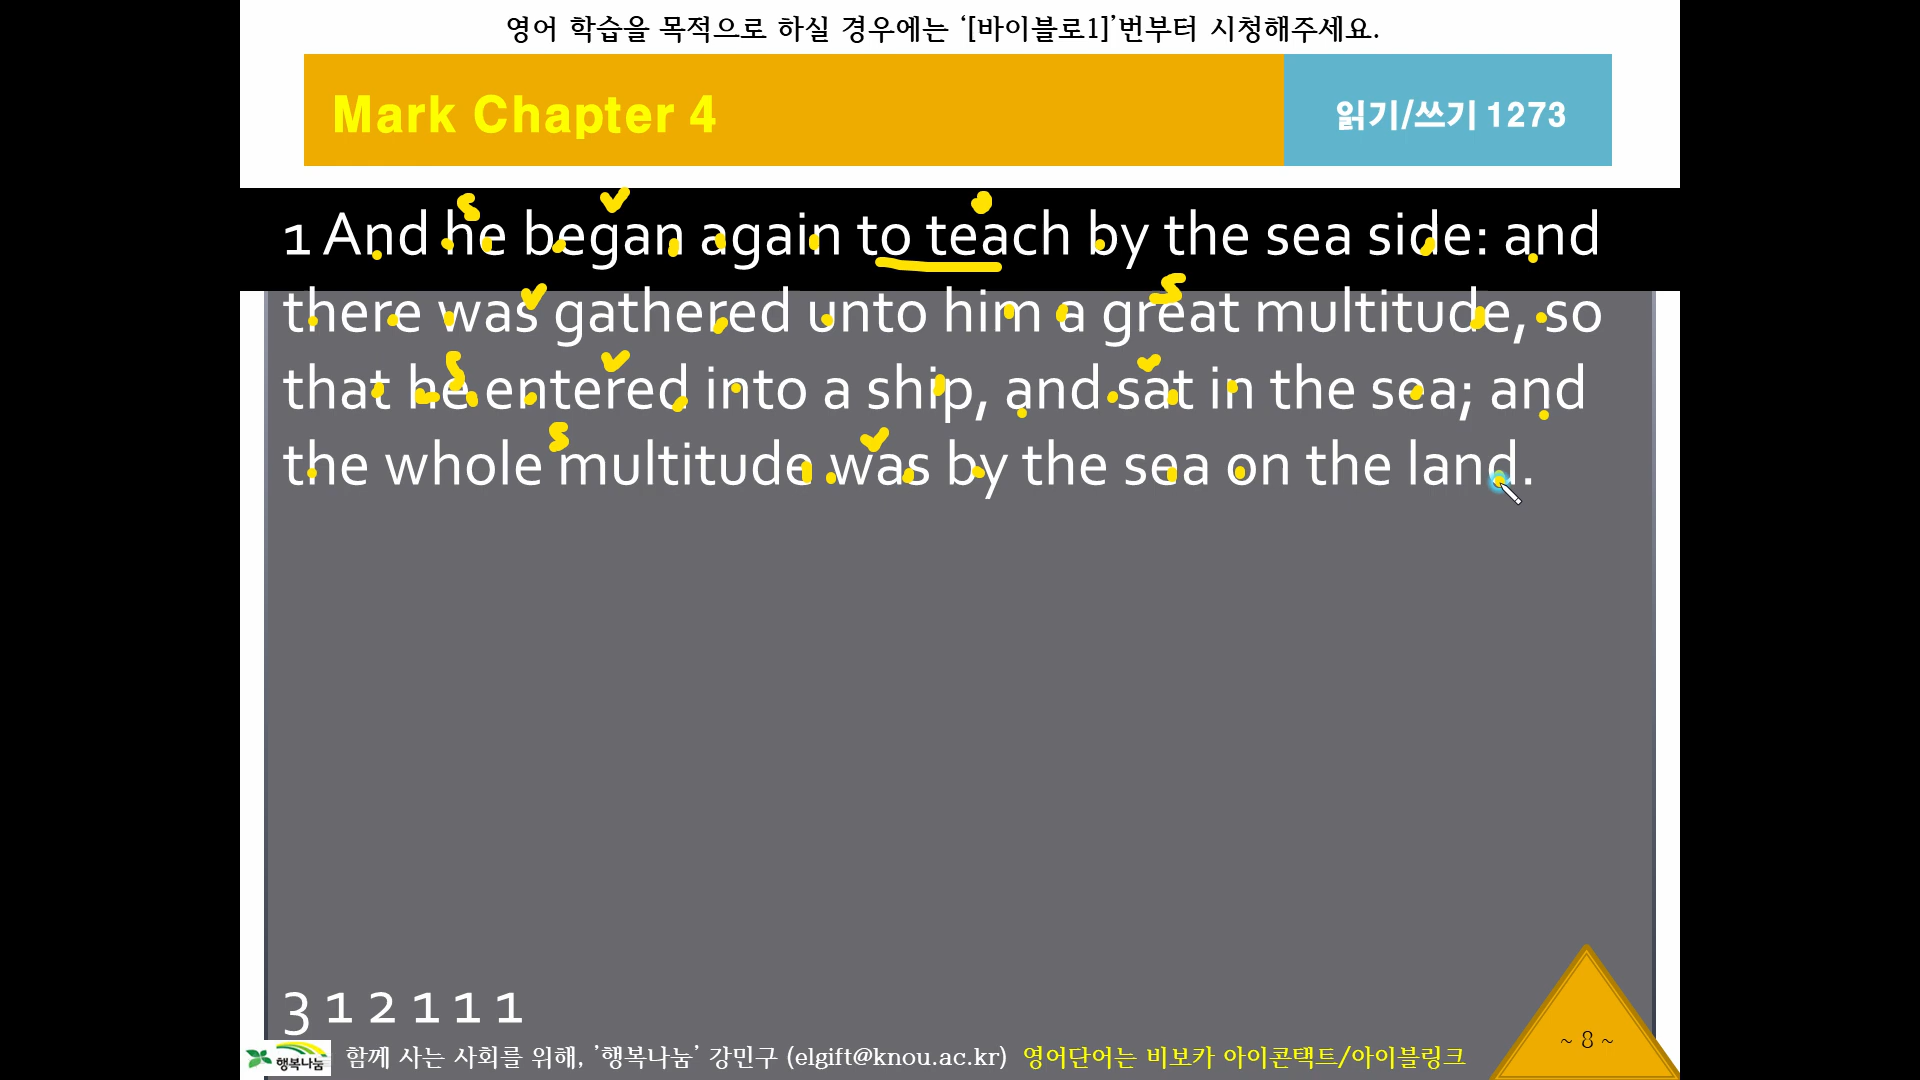 영어 학습을 목적으로 하실 경우에는 ‘[바이블로1]’번부터 시청해주세요.
Mark Chapter 4
읽기/쓰기 1273
1 And he began again to teach by the sea side: and
there was gathered unto him a great multitude, so
that he entered into a ship, and sat in the sea; and
the whole multitude was by the sea on the land.
3 1 2 1 1 1
행복나눔
함께 사는 사회를 위해, ’행복나눔’ 강민구 (elgift@knou.ac.kr) 영어단어는 비보카 아이콘택트/아이블링크
~ 8 ~